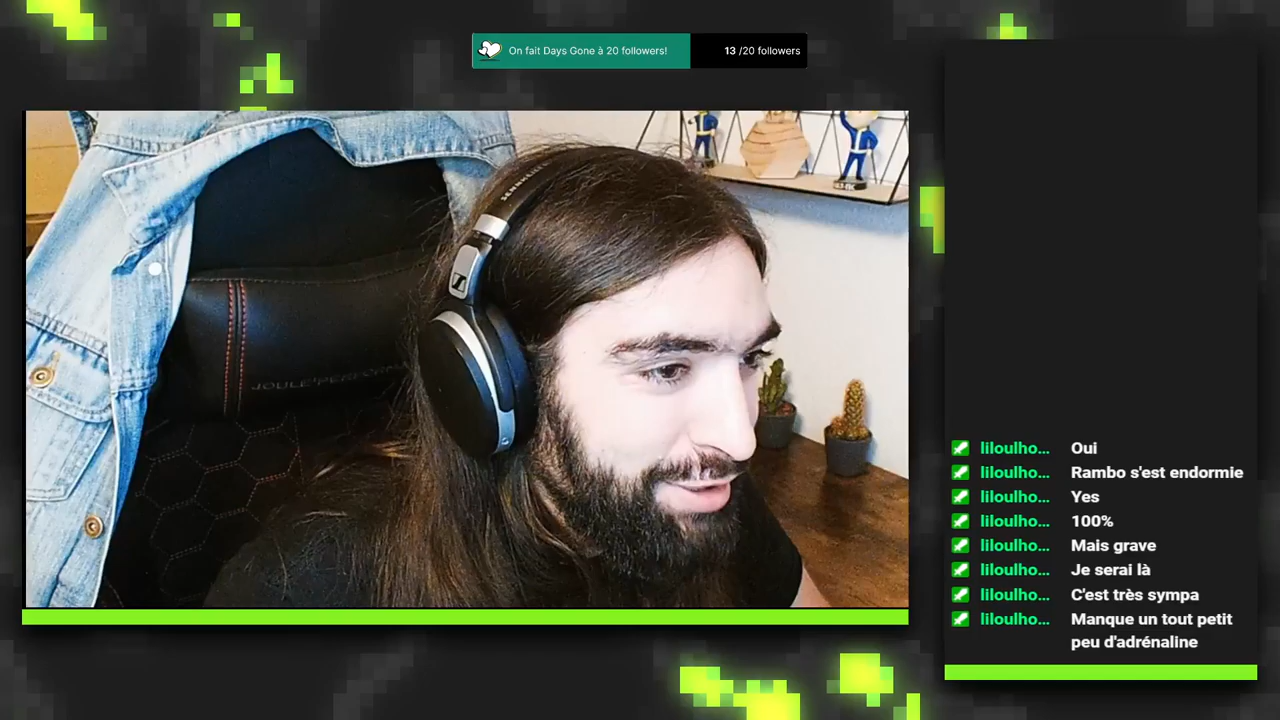 On fait Days Gone à 20 followers!
13 /20 followers
SENNHEISER
liloulho... Oui
liloulho... Rambo s'est endormie
liloulho... Yes
liloulho... 100%
liloulho... Mais grave
liloulho... Je serai là
liloulho... C'est très sympa
liloulho... Manque un tout petit
peu d'adrénaline